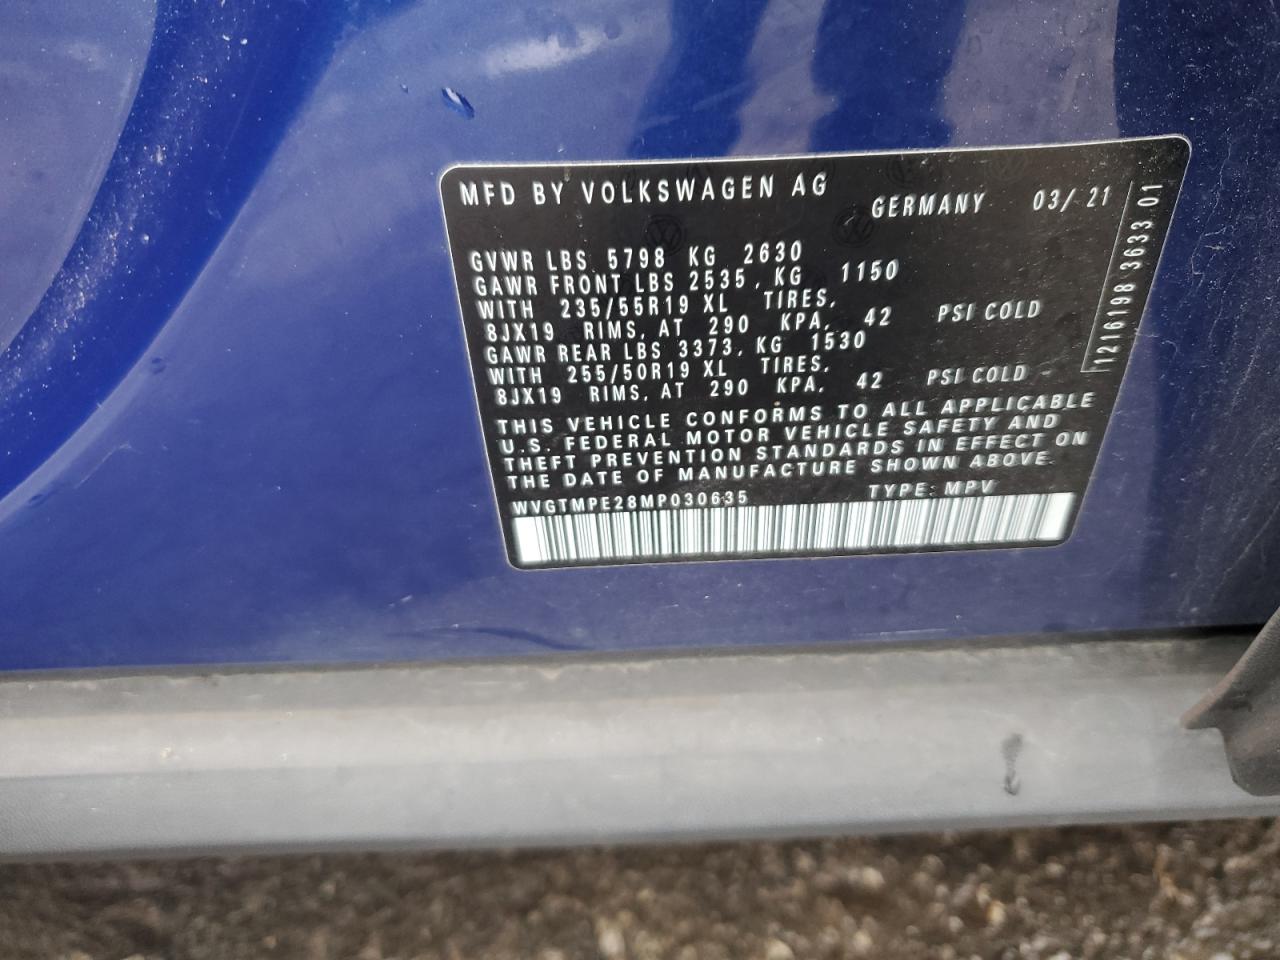 MFD BY VOLKSWAGEN AG
GERMANY 03/ 21
GVWR LBS 5798 KG 2630
GAWR FRONT LBS 2535, KG 1150
WITH 235/55R19 XL TIRES,
8JX19 RIMS, AT 290 KPA, 42 PSI COLD
GAWR REAR LBS 3373, KG 1530
WITH 255/50R19 XL TIRES,
8JX19 RIMS, AT 290 KPA, 42 PSI COLD
THIS VEHICLE CONFORMS TO ALL APPLICABLE
U.S. FEDERAL MOTOR VEHICLE SAFETY AND
THEFT PREVENTION STANDARDS IN EFFECT ON
THE DATE OF MANUFACTURE SHOWN ABOVE.
WVGTMPE28MP030635 TYPE: MPV
1216198 3633 01